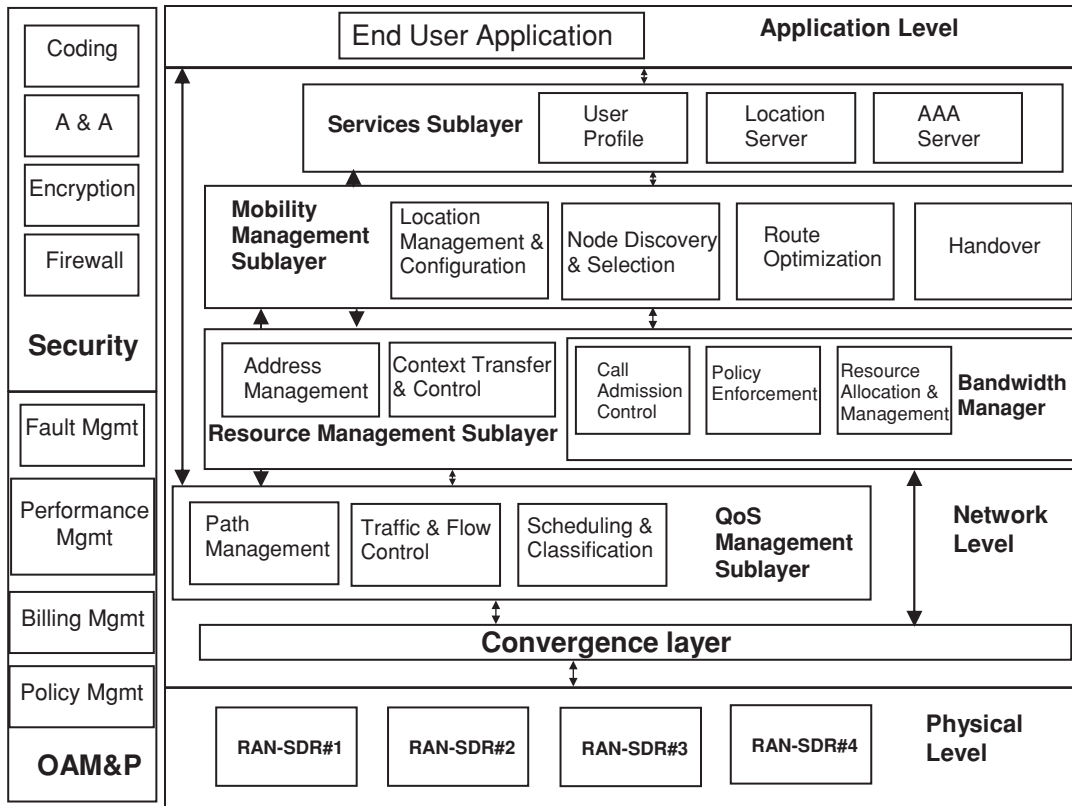 Coding
A & A
Encryption
Firewall
Security
Fault Mgmt
Performance
Mgmt
Billing Mgmt
Policy Mgmt
OAM&P
End User Application
Application Level
Services Sublayer
User
Profile
Location
Server
AAA
Server
Mobility
Management
Sublayer
Location
Management &
Configuration
Node Discovery
& Selection
Route
Optimization
Handover
Address
Management
Context Transfer
& Control
Resource Management Sublayer
Call
Admission
Control
Policy
Enforcement
Resource
Allocation &
Management
Bandwidth
Manager
Path
Management
Traffic & Flow
Control
Scheduling &
Classification
QoS
Management
Sublayer
Network
Level
Convergence layer
RAN-SDR#1
RAN-SDR#2
RAN-SDR#3
RAN-SDR#4
Physical
Level